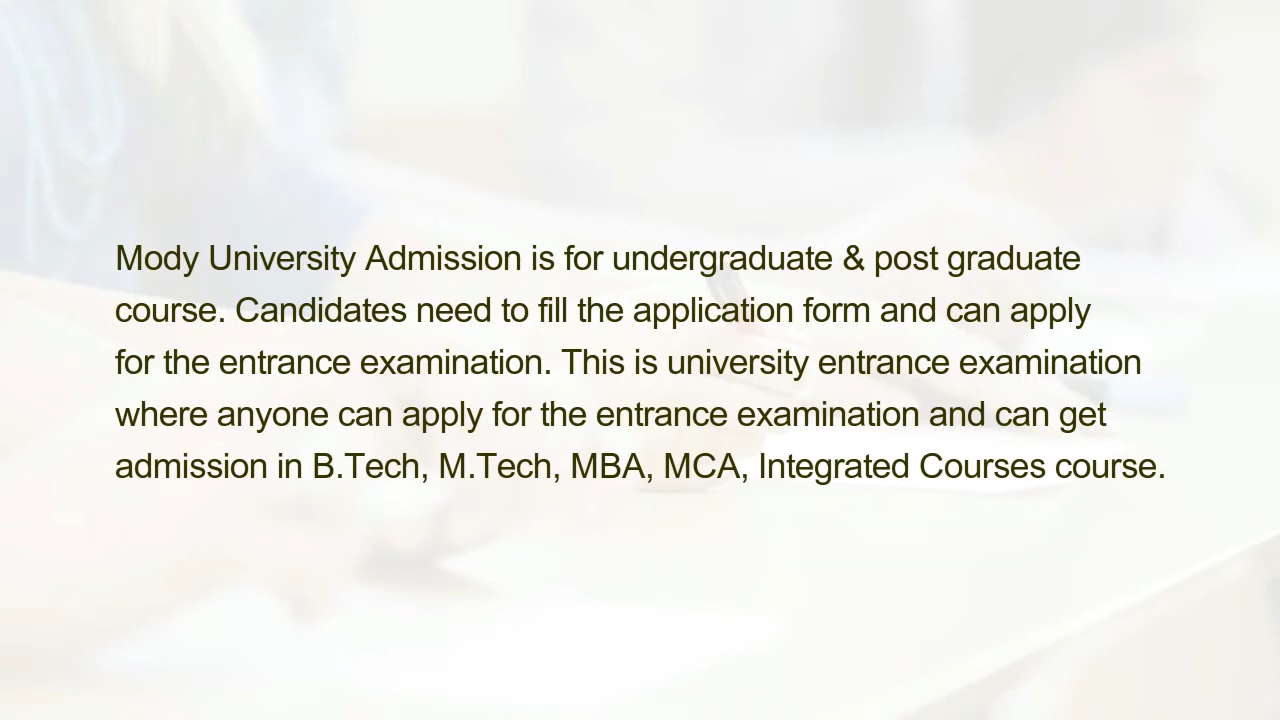 Mody University Admission is for undergraduate & post graduate
course. Candidates need to fill the application form and can apply
for the entrance examination. This is university entrance examination
where anyone can apply for the entrance examination and can get
admission in B.Tech, M.Tech, MBA, MCA, Integrated Courses course.